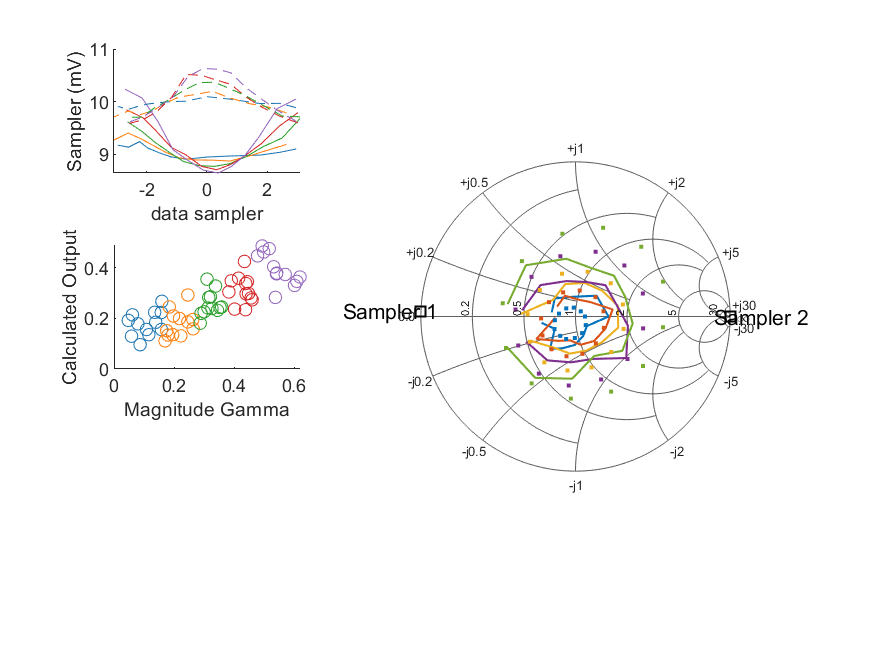 11
10
9
Sampler (mV)
-2 0 2
data sampler
0.4
0.2
0
Calculated Output
0 0.2 0.4 0.6
Magnitude Gamma
+j1
+j0.5 +j2
+j0.2 +j5
+j30
Sampler 1
0.2 0.5 1 2 5 30
Sampler 2
-j30
-j0.2 -j5
-j0.5 -j2
-j1